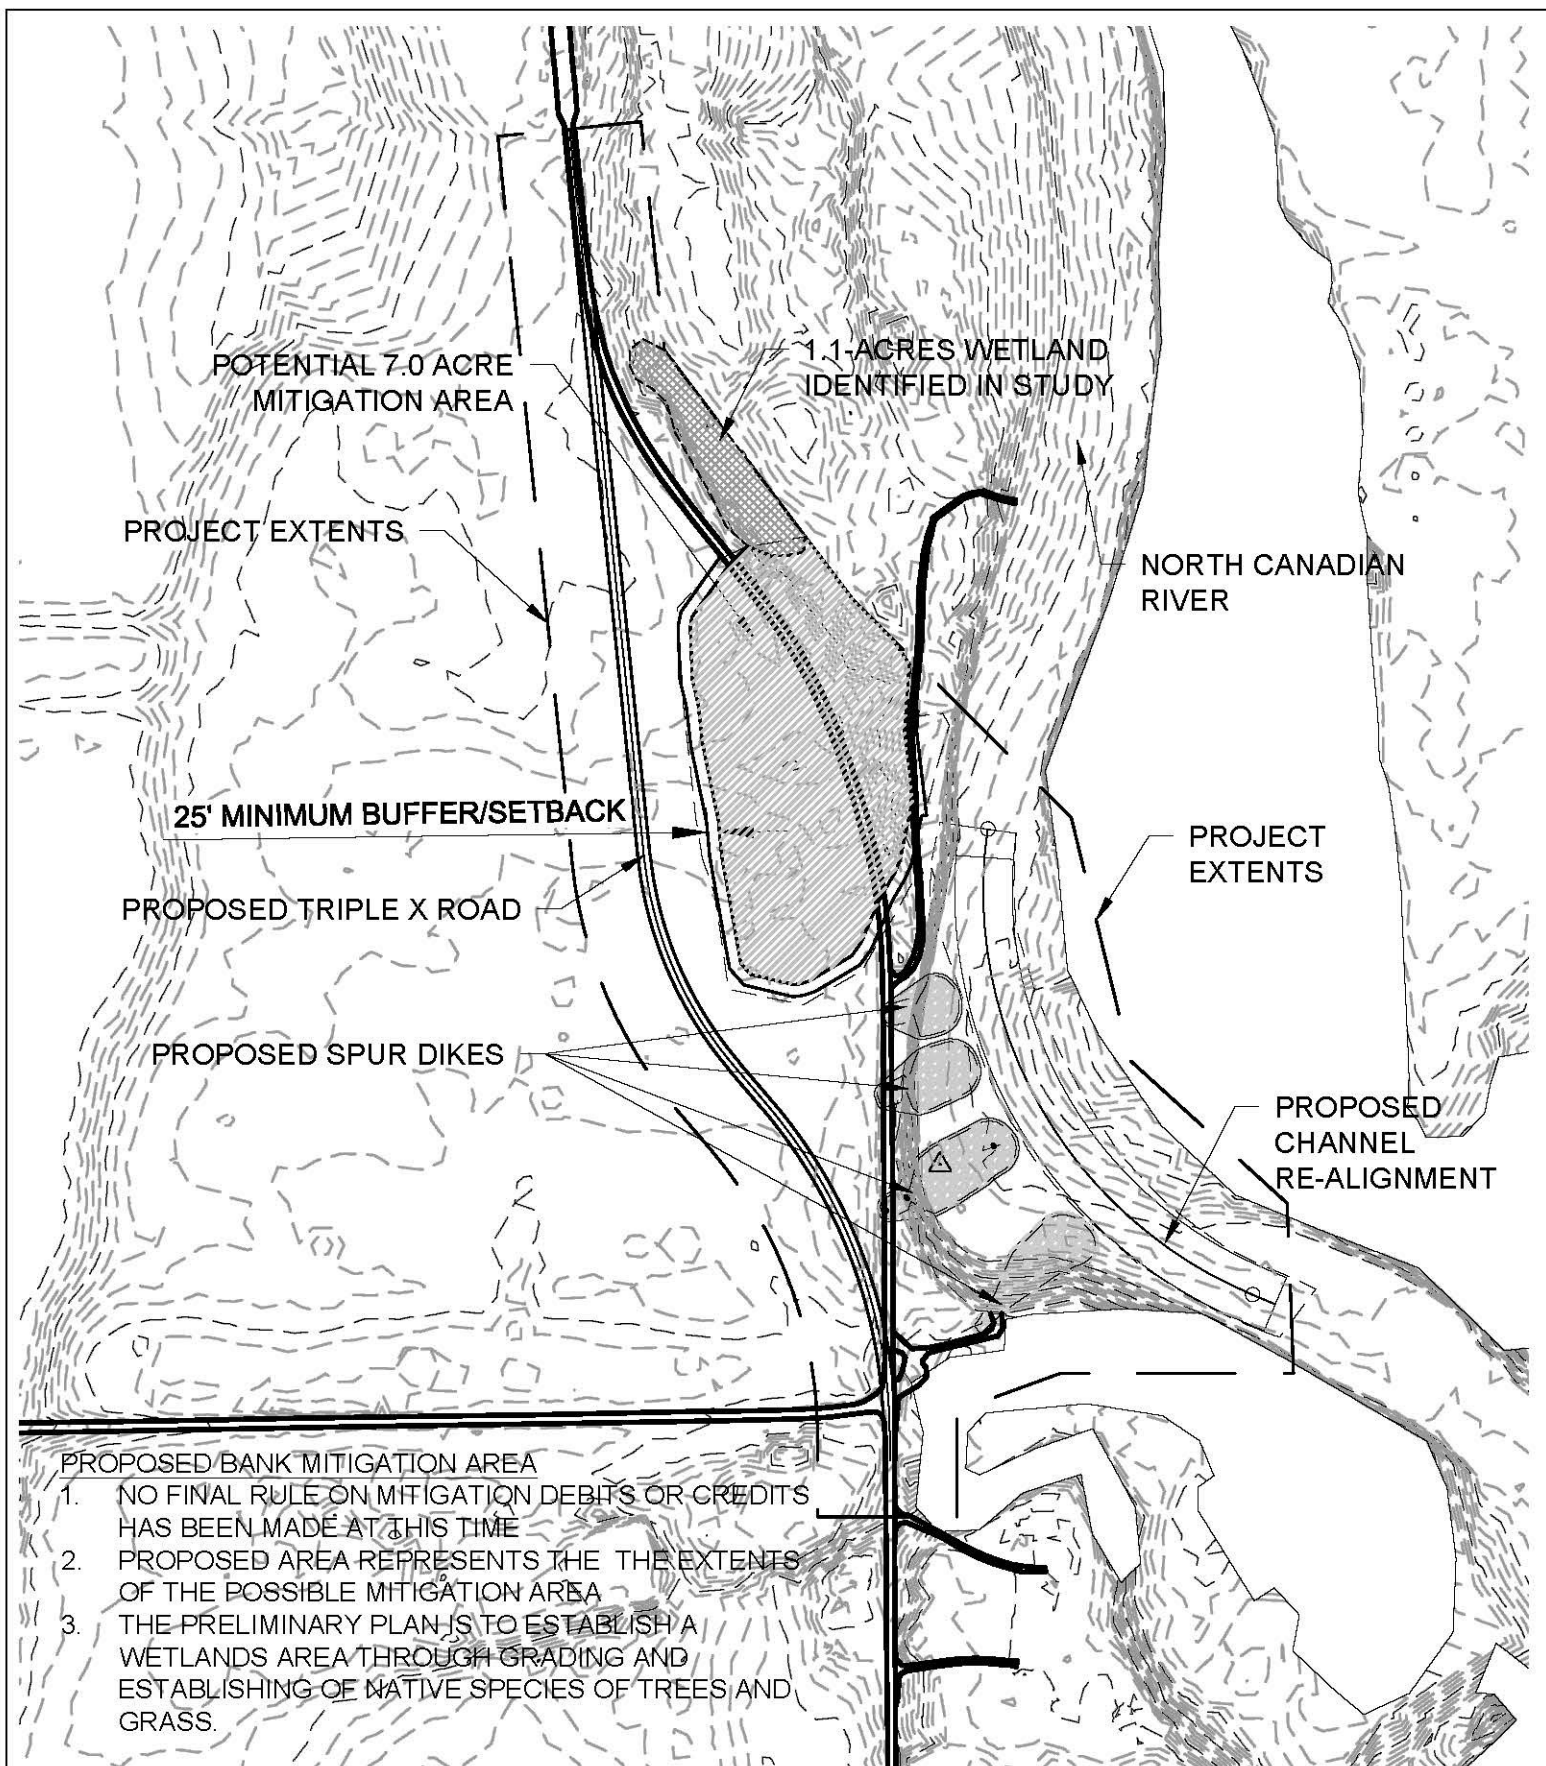 POTENTIAL 7.0 ACRE
MITIGATION AREA
1.1-ACRES WETLAND
IDENTIFIED IN STUDY
PROJECT EXTENTS
NORTH CANADIAN
RIVER
25' MINIMUM BUFFER/SETBACK
PROJECT
EXTENTS
PROPOSED TRIPLE X ROAD
PROPOSED SPUR DIKES
PROPOSED
CHANNEL
RE-ALIGNMENT
PROPOSED BANK MITIGATION AREA
1. NO FINAL RULE ON MITIGATION DEBITS OR CREDITS
HAS BEEN MADE AT THIS TIME
2. PROPOSED AREA REPRESENTS THE THE EXTENTS
OF THE POSSIBLE MITIGATION AREA
3. THE PRELIMINARY PLAN IS TO ESTABLISH A
WETLANDS AREA THROUGH GRADING AND
ESTABLISHING OF NATIVE SPECIES OF TREES AND
GRASS.